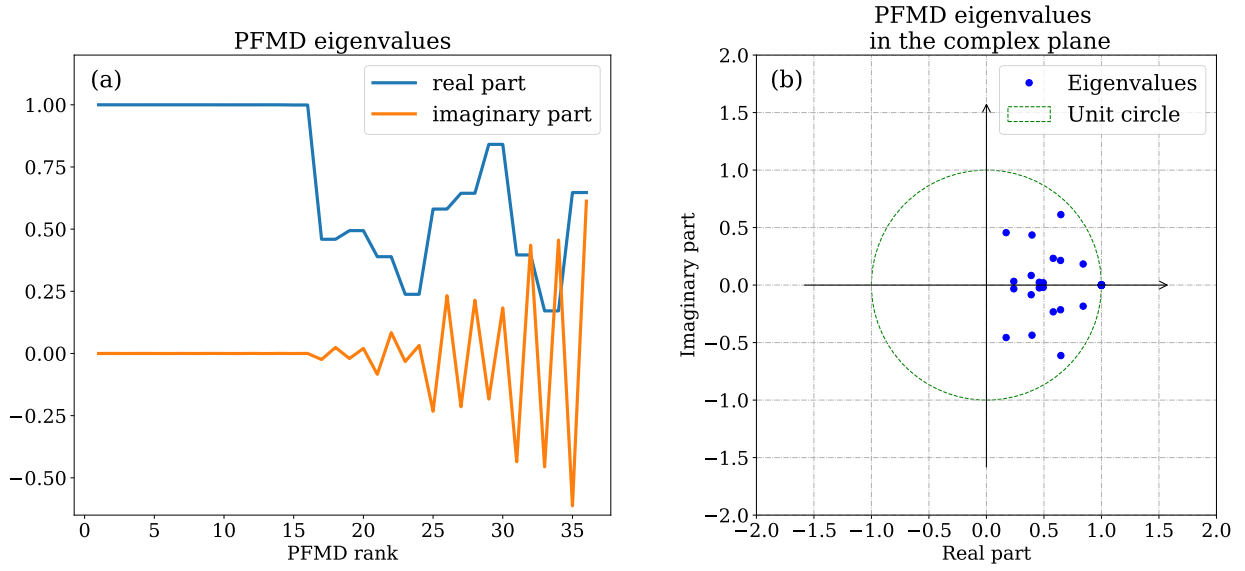 PFMD eigenvalues
(a)
real part
imaginary part
1.00
0.75
0.50
0.25
0.00
−0.25
−0.50
0 5 10 15 20 25 30 35
PFMD rank
PFMD eigenvalues
in the complex plane
(b)
Eigenvalues
Unit circle
Imaginary part
2.0
1.5
1.0
0.5
0.0
−0.5
−1.0
−1.5
−2.0
−2.0 −1.5 −1.0 −0.5 0.0 0.5 1.0 1.5 2.0
Real part